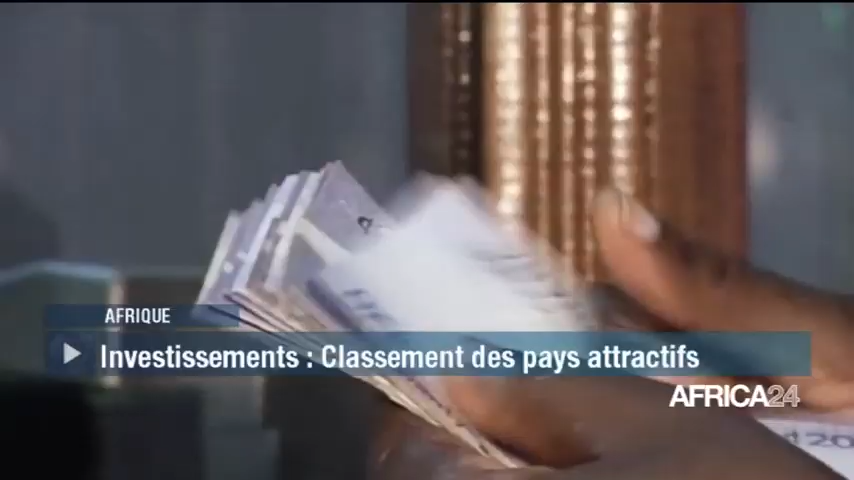 AFRIQUE
Investissements : Classement des pays attractifs
AFRICA24